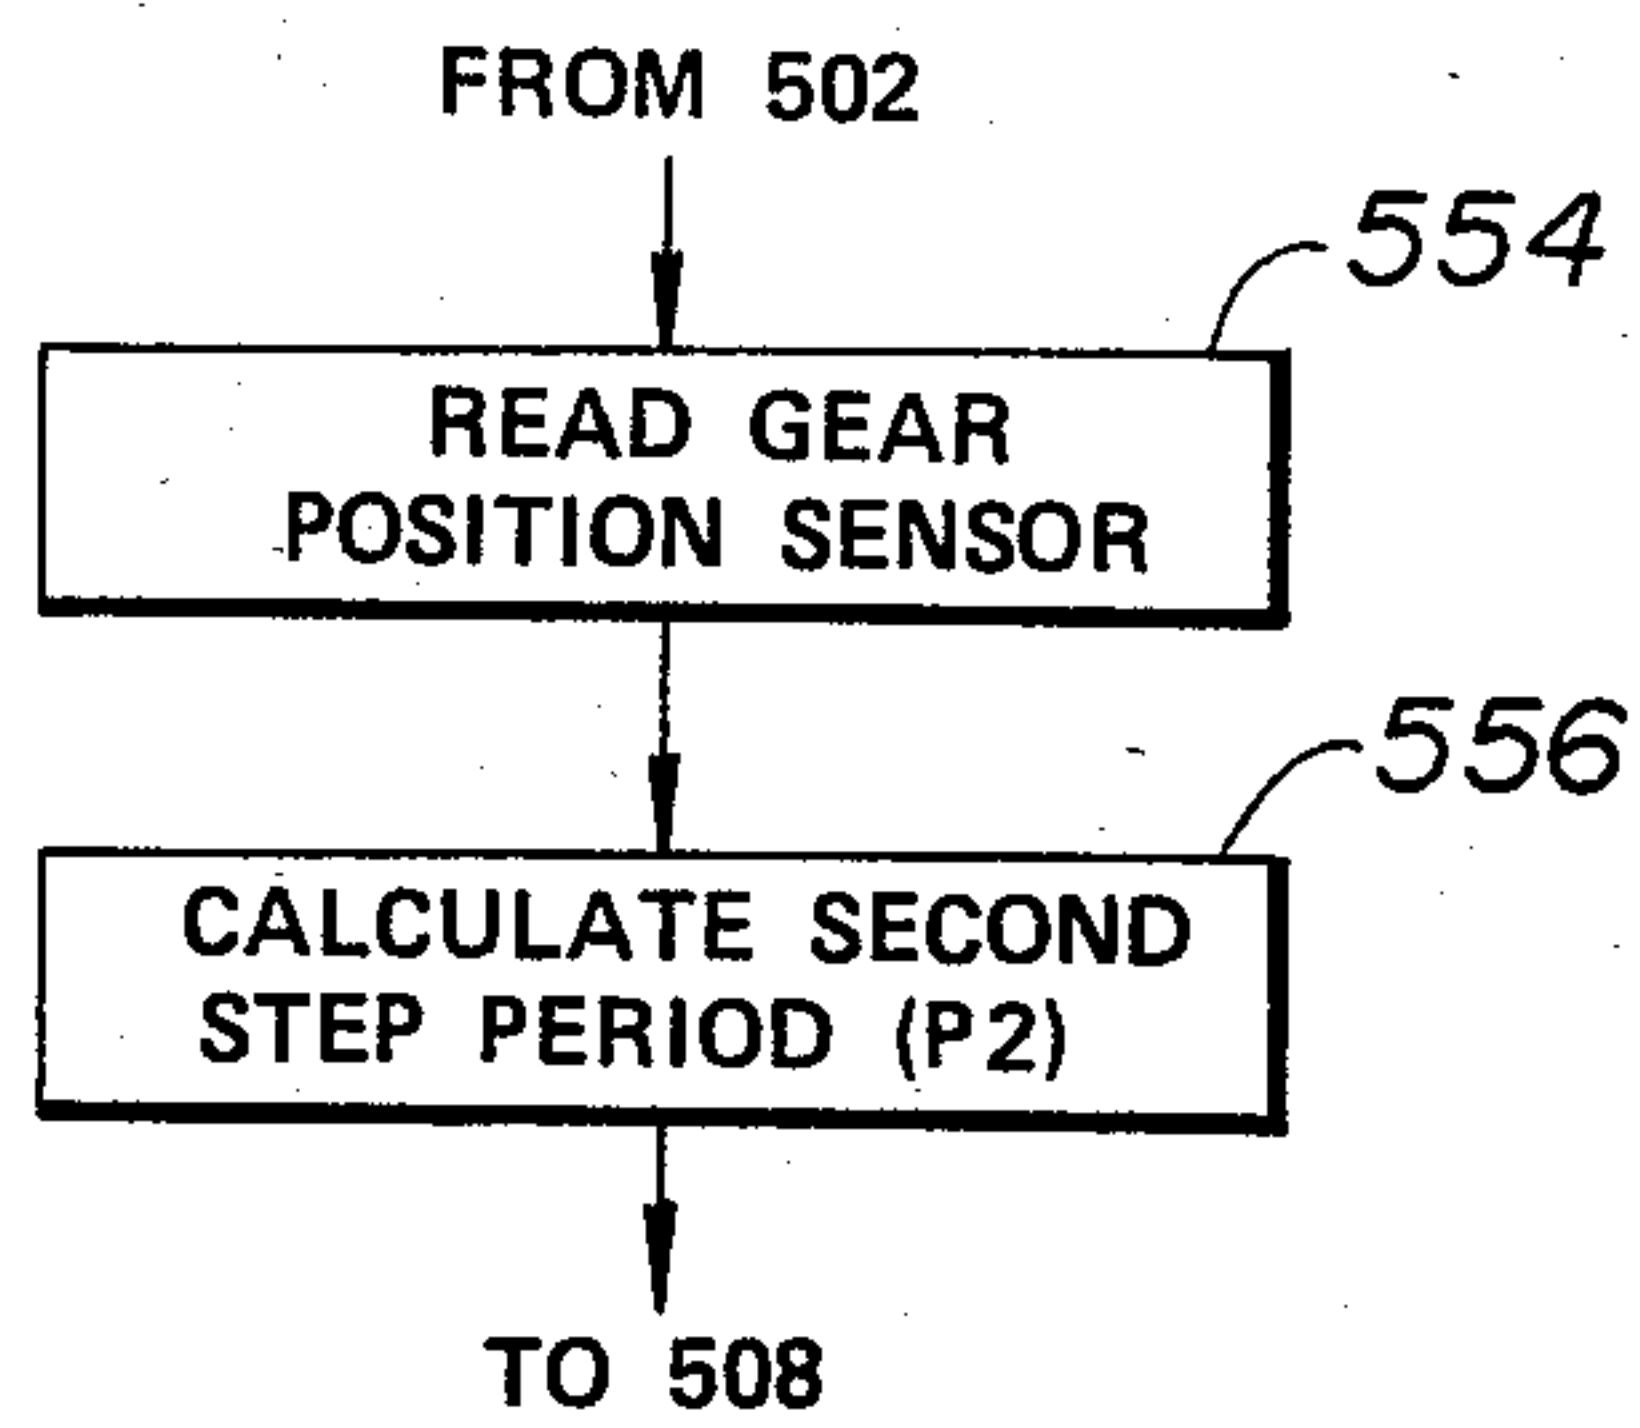 FROM 502
554
READ GEAR
POSITION SENSOR
556
CALCULATE SECOND
STEP PERIOD (P2)
TO 508